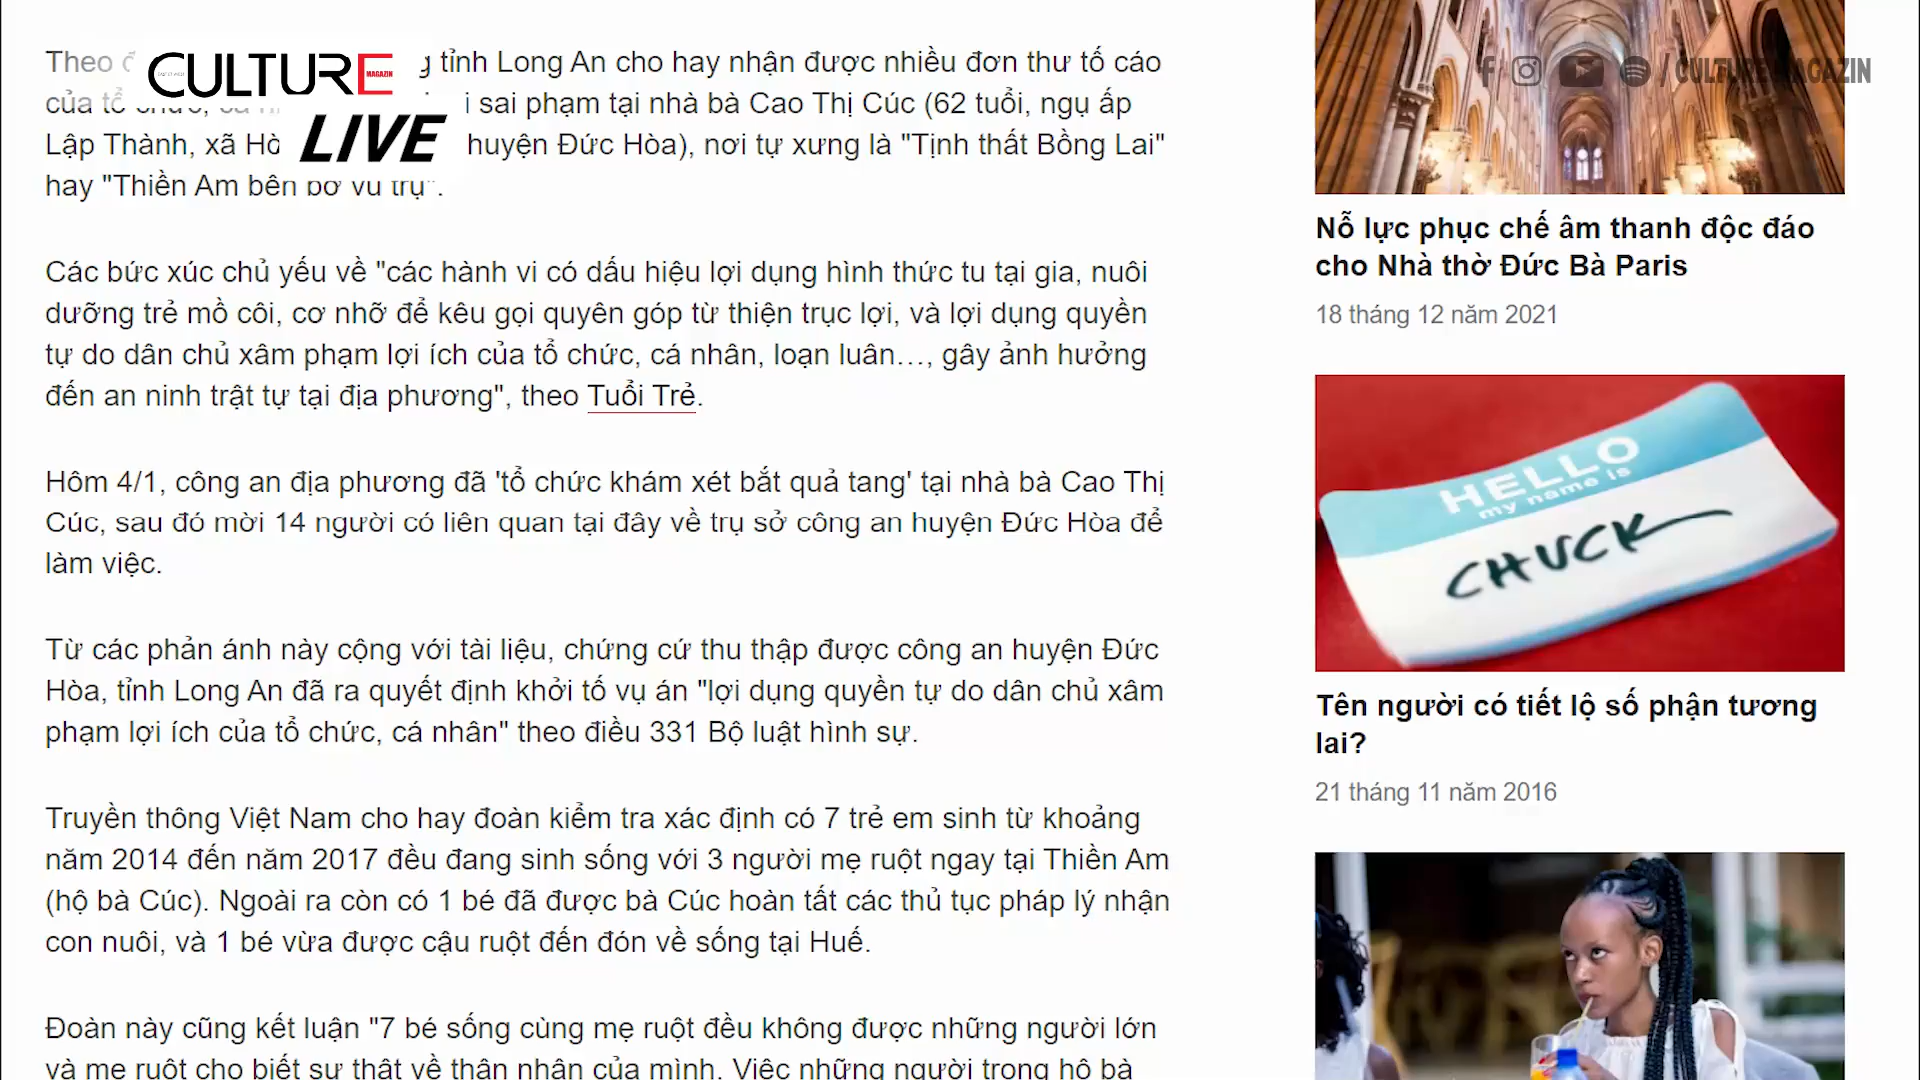 Theo
tỉnh Long An cho hay nhận được nhiều đơn thư tố cáo
của tổ chức, cá
sai phạm tại nhà bà Cao Thị Cúc (62 tuổi, ngụ ấp
Lập Thành, xã
huyện Đức Hòa), nơi tự xưng là "Tịnh thất Bồng Lai"
hay "Thiền Am bên bờ vũ trụ".
CULTURE
MAGAZIN
LIVE
Các bức xúc chủ yếu về "các hành vi có dấu hiệu lợi dụng hình thức tu tại gia, nuôi
dưỡng trẻ mồ côi, cơ nhỡ để kêu gọi quyên góp từ thiện trục lợi, và lợi dụng quyền
tự do dân chủ xâm phạm lợi ích của tổ chức, cá nhân, loạn luân…, gây ảnh hưởng
đến an ninh trật tự tại địa phương", theo Tuổi Trẻ.
Hôm 4/1, công an địa phương đã 'tổ chức khám xét bắt quả tang' tại nhà bà Cao Thị
Cúc, sau đó mời 14 người có liên quan tại đây về trụ sở công an huyện Đức Hòa để
làm việc.
Từ các phản ánh này cộng với tài liệu, chứng cứ thu thập được công an huyện Đức
Hòa, tỉnh Long An đã ra quyết định khởi tố vụ án "lợi dụng quyền tự do dân chủ xâm
phạm lợi ích của tổ chức, cá nhân" theo điều 331 Bộ luật hình sự.
Truyền thông Việt Nam cho hay đoàn kiểm tra xác định có 7 trẻ em sinh từ khoảng
năm 2014 đến năm 2017 đều đang sinh sống với 3 người mẹ ruột ngay tại Thiền Am
(hộ bà Cúc). Ngoài ra còn có 1 bé đã được bà Cúc hoàn tất các thủ tục pháp lý nhận
con nuôi, và 1 bé vừa được cậu ruột đến đón về sống tại Huế.
Đoàn này cũng kết luận "7 bé sống cùng mẹ ruột đều không được những người lớn
và mẹ ruột cho biết sự thật về thân nhân của mình. Việc những người trong hộ bà
/ CULTURE MAGAZIN
Nỗ lực phục chế âm thanh độc đáo
cho Nhà thờ Đức Bà Paris
18 tháng 12 năm 2021
HELLO
my name is
CHUCK
Tên người có tiết lộ số phận tương
lai?
21 tháng 11 năm 2016